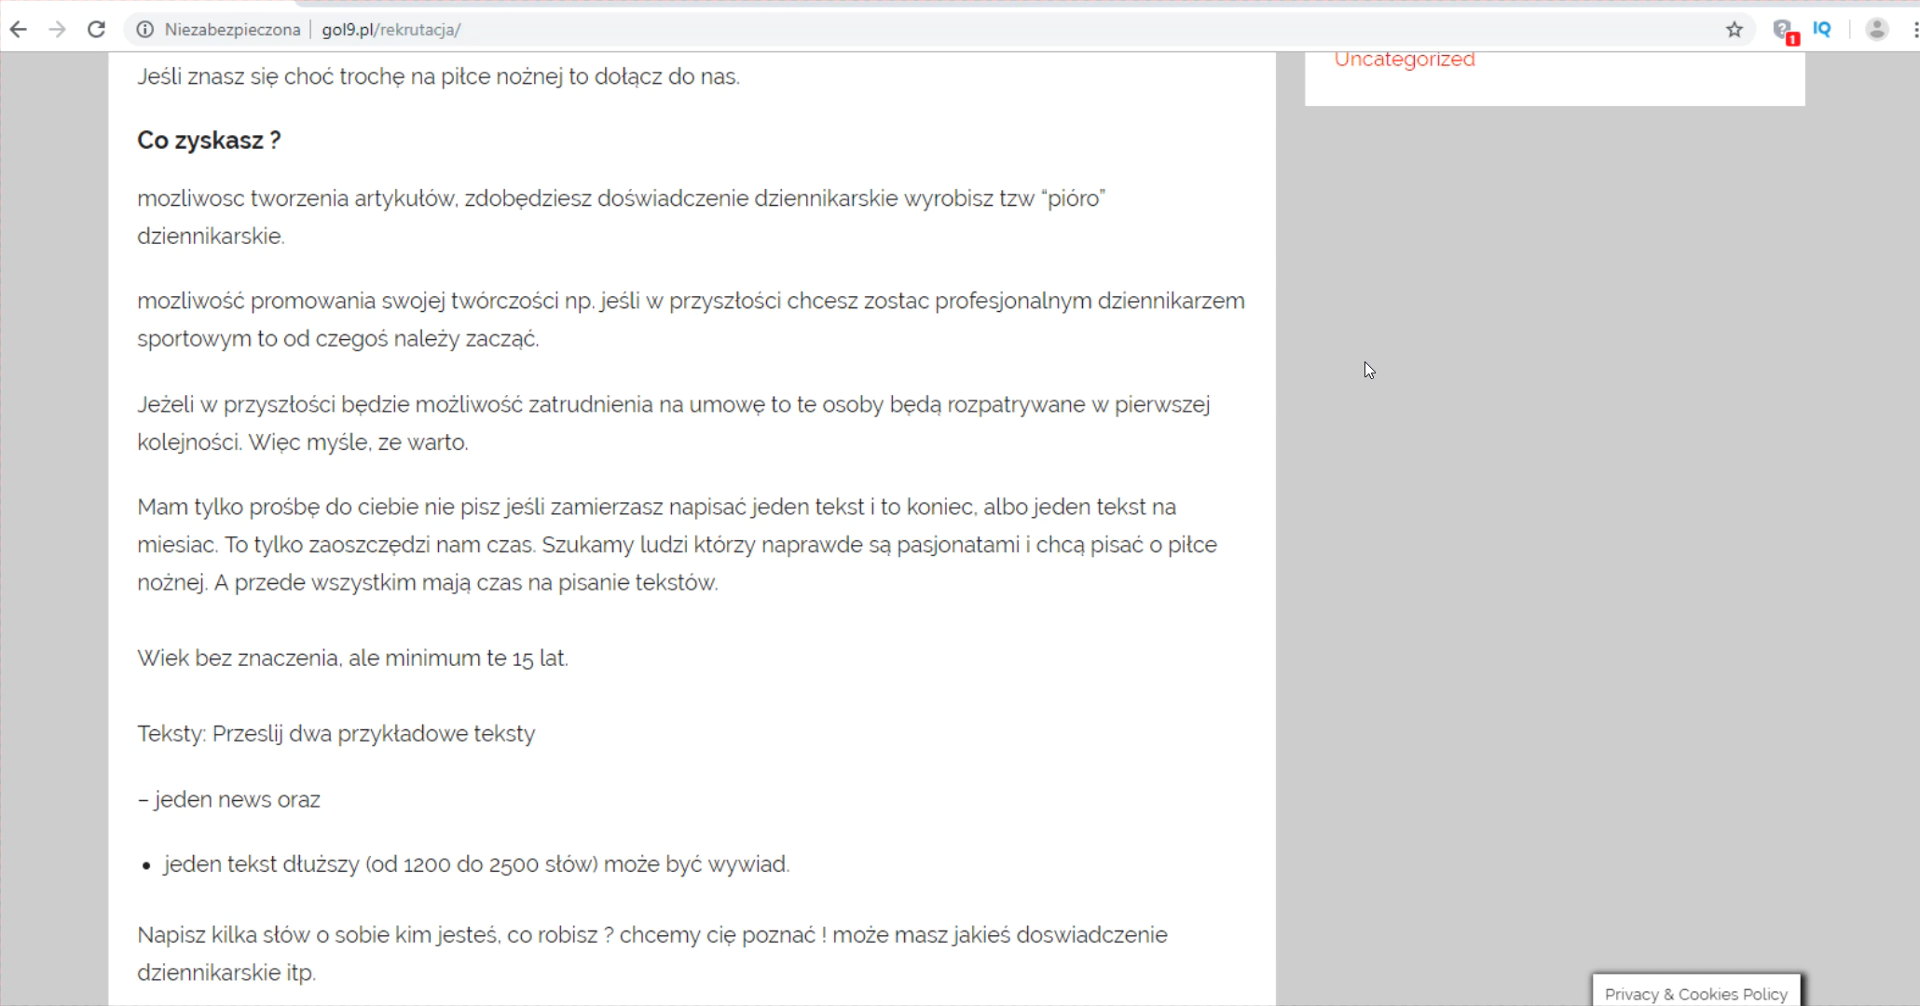 Niezabezpieczona | gol9.pl/rekrutacja/
1
IQ
Uncategorized
Jeśli znasz się choć trochę na piłce nożnej to dołącz do nas.
Co zyskasz ?
mozliwosc tworzenia artykułów, zdobędziesz doświadczenie dziennikarskie wyrobisz tzw “pióro”
dziennikarskie.
mozliwość promowania swojej twórczości np. jeśli w przyszłości chcesz zostac profesjonalnym dziennikarzem
sportowym to od czegoś należy zacząć.
Jeżeli w przyszłości będzie możliwość zatrudnienia na umowę to te osoby będą rozpatrywane w pierwszej
kolejności. Więc myśle, ze warto.
Mam tylko prośbę do ciebie nie pisz jeśli zamierzasz napisać jeden tekst i to koniec, albo jeden tekst na
miesiac. To tylko zaoszczędzi nam czas. Szukamy ludzi którzy naprawde są pasjonatami i chcą pisać o piłce
nożnej. A przede wszystkim mają czas na pisanie tekstów.
Wiek bez znaczenia, ale minimum te 15 lat.
Teksty: Przeslij dwa przykładowe teksty
– jeden news oraz
• jeden tekst dłuższy (od 1200 do 2500 słów) może być wywiad.
Napisz kilka słów o sobie kim jesteś, co robisz ? chcemy cię poznać ! może masz jakieś doswiadczenie
dziennikarskie itp.
Privacy & Cookies Policy